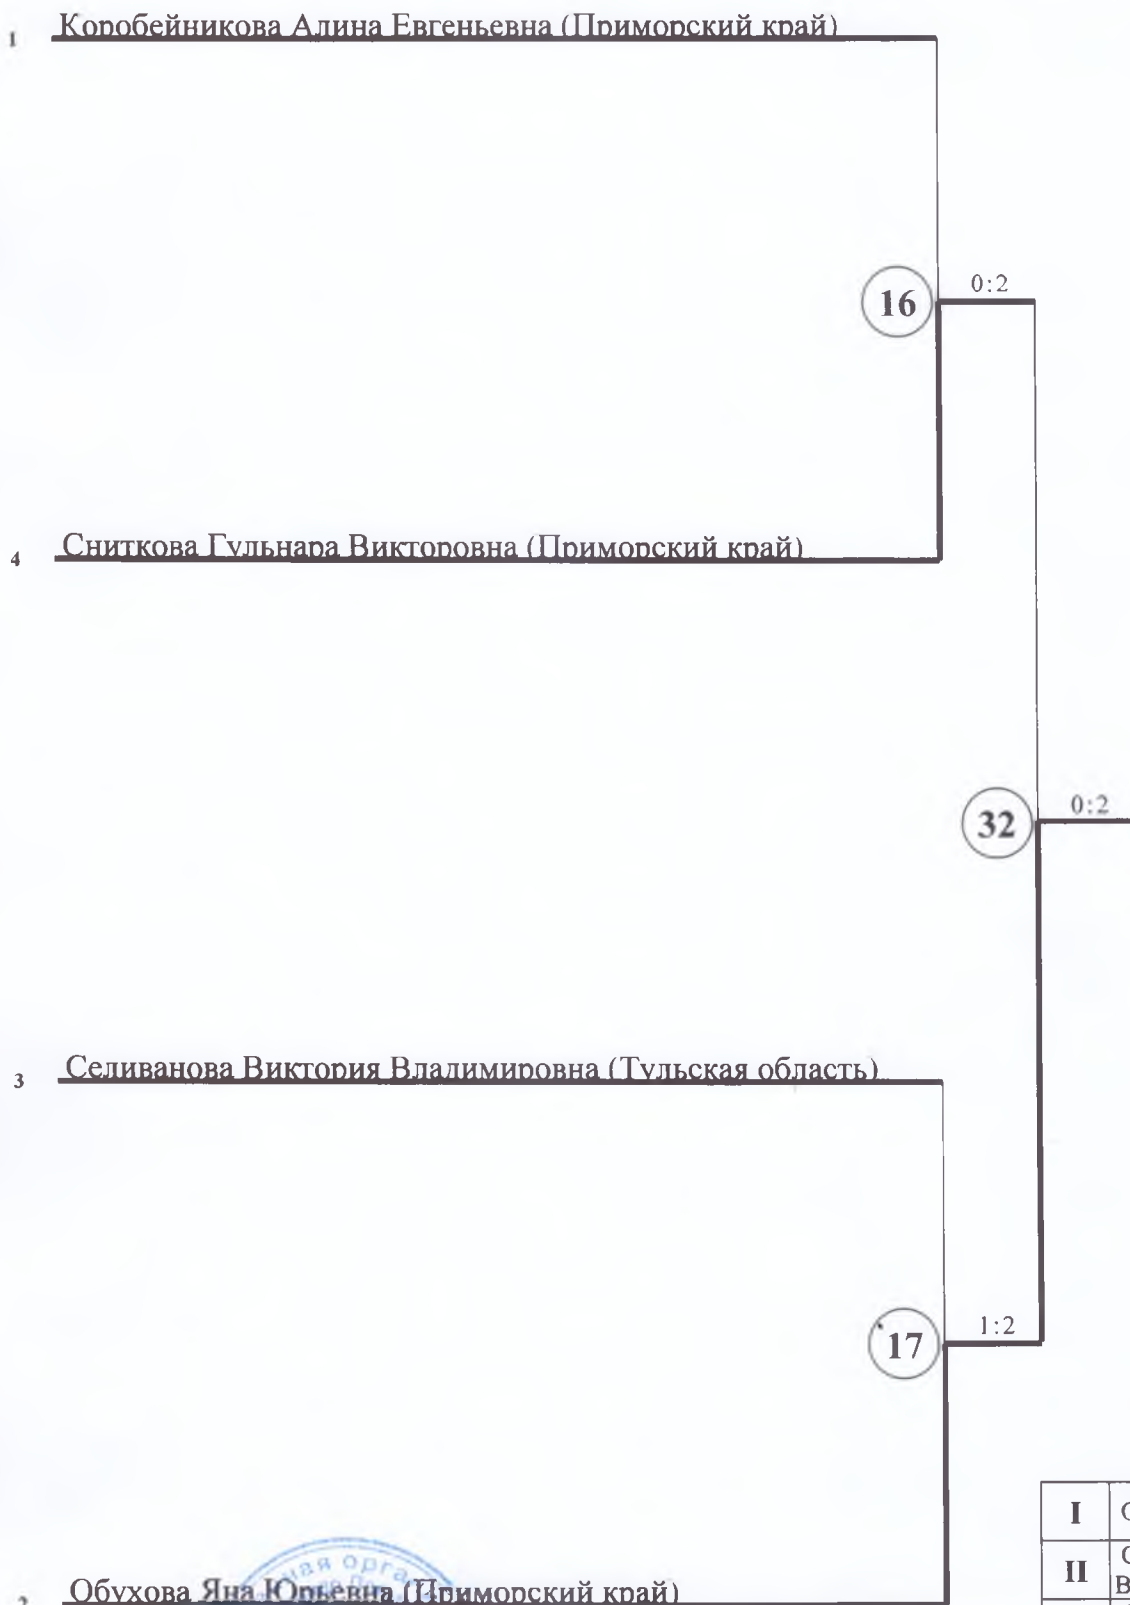 1 Коробейникова Алина Евгеньевна (Приморский край)
16 0:2
4 Сниткова Гульнара Викторовна (Приморский край)
32 0:2
3 Селиванова Виктория Владимировна (Тульская область)
17 1:2
I
II
2 Обухова Яна Юрьевна (Приморский край)